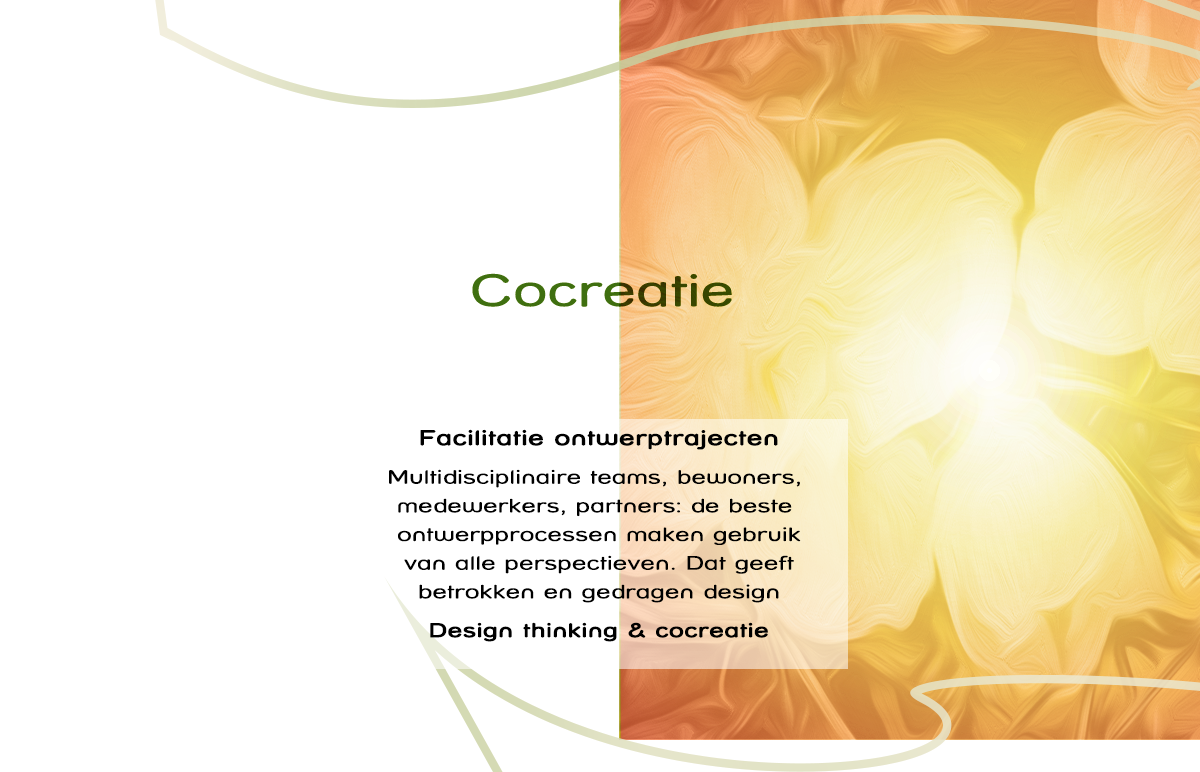 Cocreatie
Facilitatie ontwerptrajecten
Multidisciplinaire teams, bewoners,
medewerkers, partners: de beste
ontwerpprocessen maken gebruik
van alle perspectieven. Dat geeft
betrokken en gedragen design
Design thinking & cocreatie